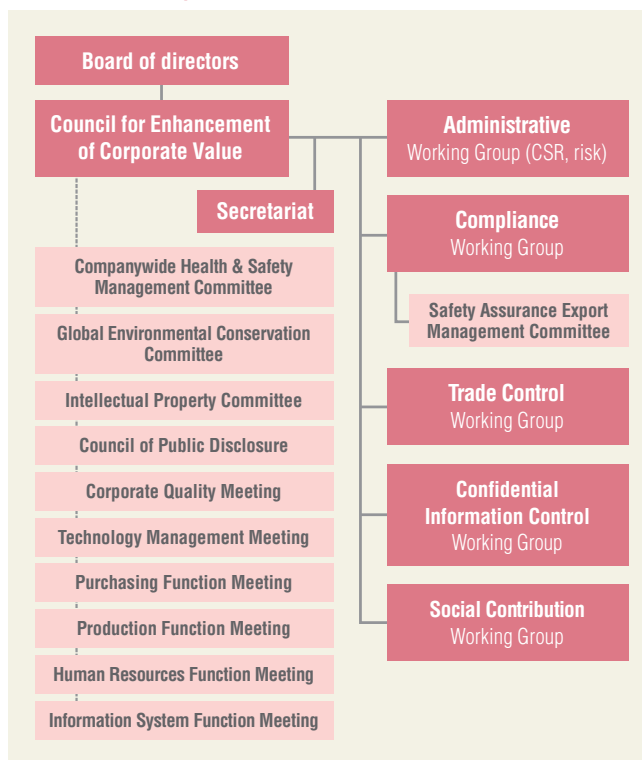 Board of directors
Council for Enhancement
of Corporate Value
Secretariat
Companywide Health & Safety
Management Committee
Global Environmental Conservation
Committee
Intellectual Property Committee
Council of Public Disclosure
Corporate Quality Meeting
Technology Management Meeting
Purchasing Function Meeting
Production Function Meeting
Human Resources Function Meeting
Information System Function Meeting
Administrative
Working Group (CSR, risk)
Compliance
Working Group
Safety Assurance Export
Management Committee
Trade Control
Working Group
Confidential
Information Control
Working Group
Social Contribution
Working Group